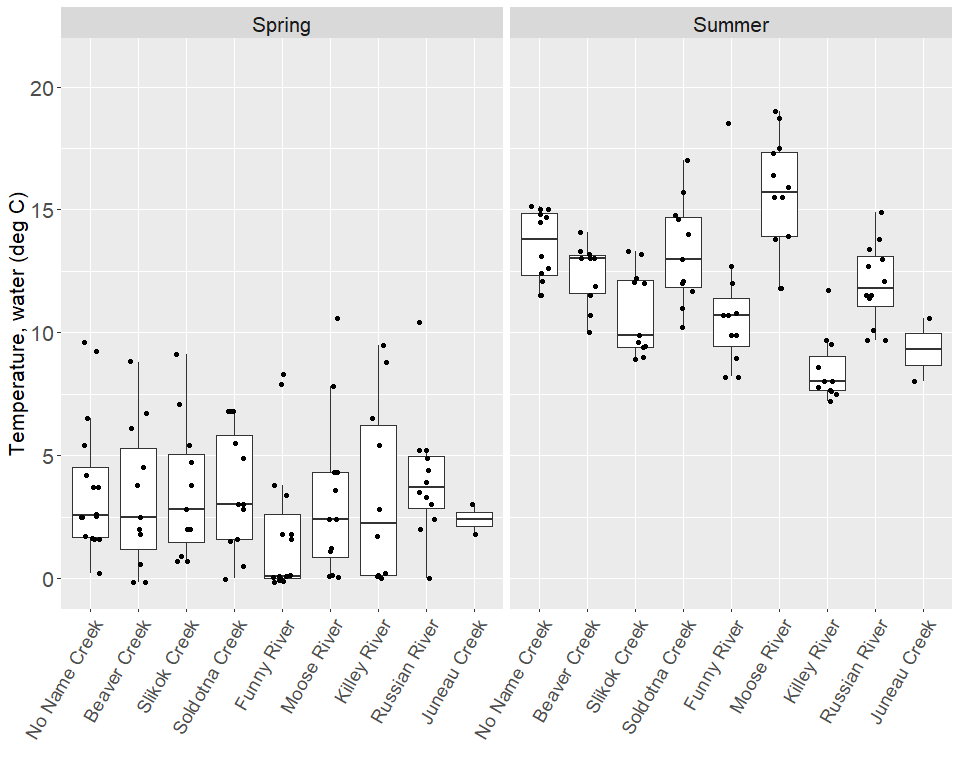 Spring
Summer
Temperature, water (deg C)
20
15
10
5
0
No Name Creek
Beaver Creek
Slikok Creek
Soldotna Creek
Funny River
Moose River
Killey River
Russian River
Juneau Creek
No Name Creek
Beaver Creek
Slikok Creek
Soldotna Creek
Funny River
Moose River
Killey River
Russian River
Juneau Creek